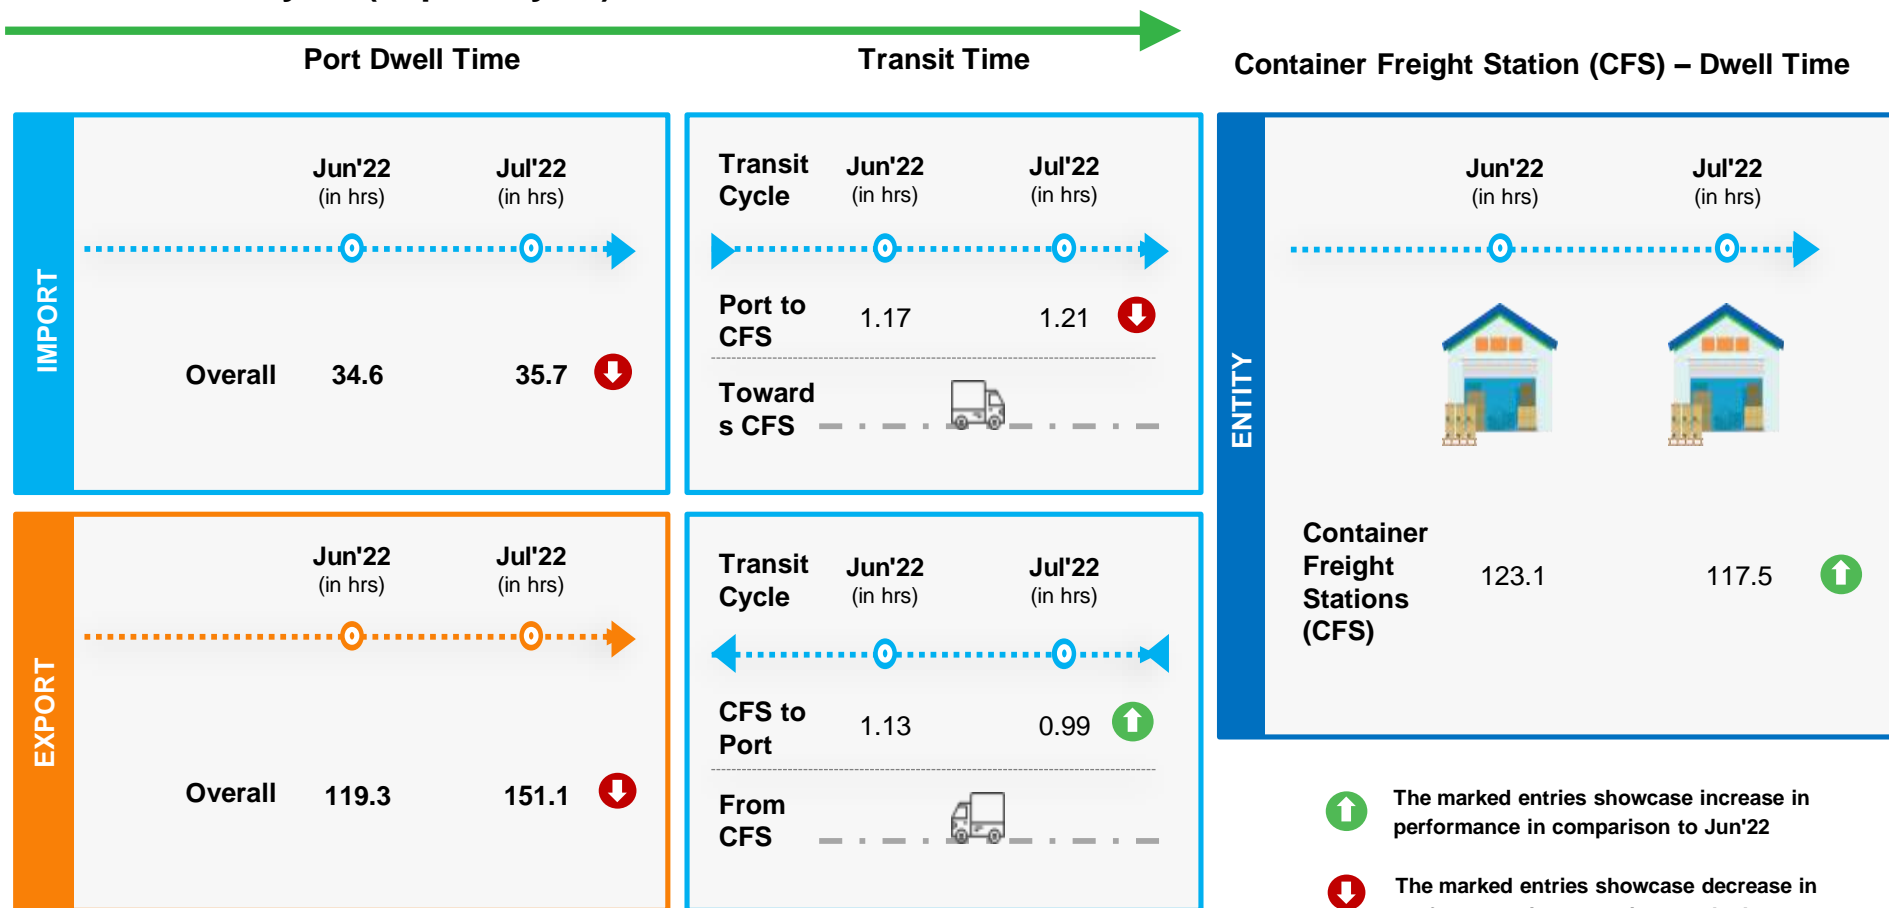 Port Dwell Time
Transit Time
Container Freight Station (CFS) – Dwell Time
IMPORT
Jun'22
(in hrs)
Jul'22
(in hrs)
Overall 34.6 35.7
Transit
Cycle
Jun'22
(in hrs)
Jul'22
(in hrs)
Port to
CFS
1.17 1.21
Toward
s CFS
EXPORT
Jun'22
(in hrs)
Jul'22
(in hrs)
Overall 119.3 151.1
Transit
Cycle
Jun'22
(in hrs)
Jul'22
(in hrs)
CFS to
Port
1.13 0.99
From
CFS
ENTITY
Jun'22
(in hrs)
Jul'22
(in hrs)
Container
Freight
Stations
(CFS)
123.1 117.5
The marked entries showcase increase in
performance in comparison to Jun'22
The marked entries showcase decrease in